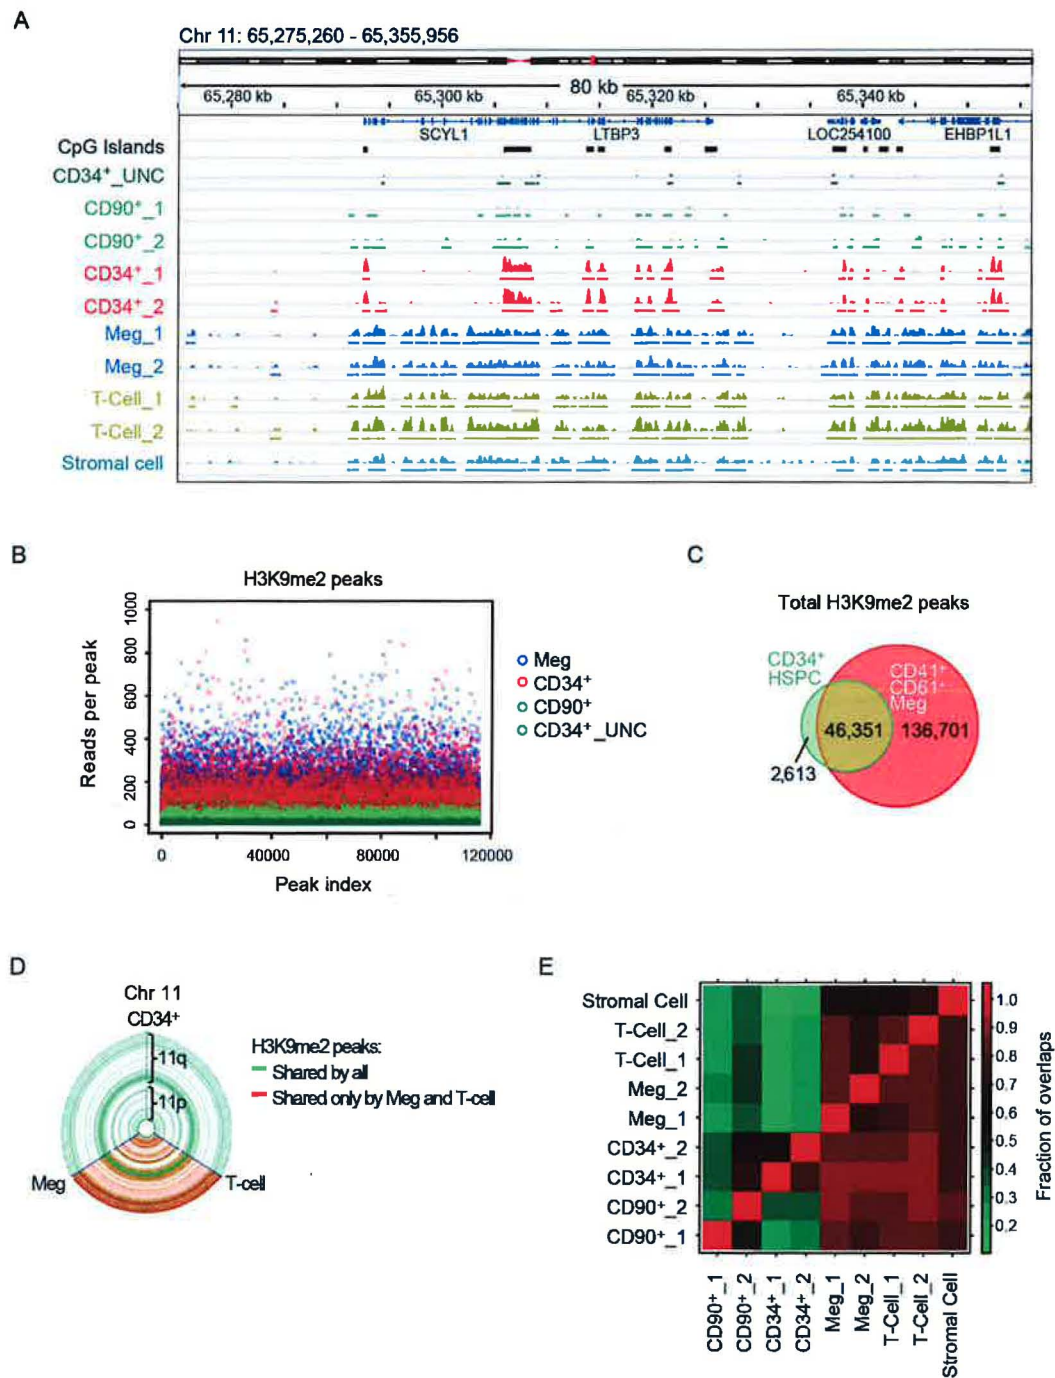 A
Chr 11: 65,275,260 - 65,355,956
80 kb
65,280 kb 65,300 kb 65,320 kb 65,340 kb
SCYL1 LTBP3 LOC254100 EHBP1L1
CpG Islands
CD34⁺_UNC
CD90⁺_1
CD90⁺_2
CD34⁺_1
CD34⁺_2
Meg_1
Meg_2
T-Cell_1
T-Cell_2
Stromal cell
B
H3K9me2 peaks
Reads per peak
1000
800
600
400
200
0
0 40000 80000 120000
Peak index
Meg
CD34⁺
CD90⁺
CD34⁺_UNC
C
Total H3K9me2 peaks
CD34⁺
HSPC
CD41⁺
CD61⁺
Meg
46,351 136,701
2,613
D
Chr 11
CD34⁺
11q
11p
Meg T-cell
H3K9me2 peaks:
Shared by all
Shared only by Meg and T-cell
E
Stromal Cell
T-Cell_2
T-Cell_1
Meg_2
Meg_1
CD34⁺_2
CD34⁺_1
CD90⁺_2
CD90⁺_1
CD90⁺_1 CD90⁺_2 CD34⁺_1 CD34⁺_2 Meg_1 Meg_2 T-Cell_1 T-Cell_2 Stromal Cell
1.0
0.9
0.8
0.7
0.6
0.5
0.4
0.3
0.2
Fraction of overlaps